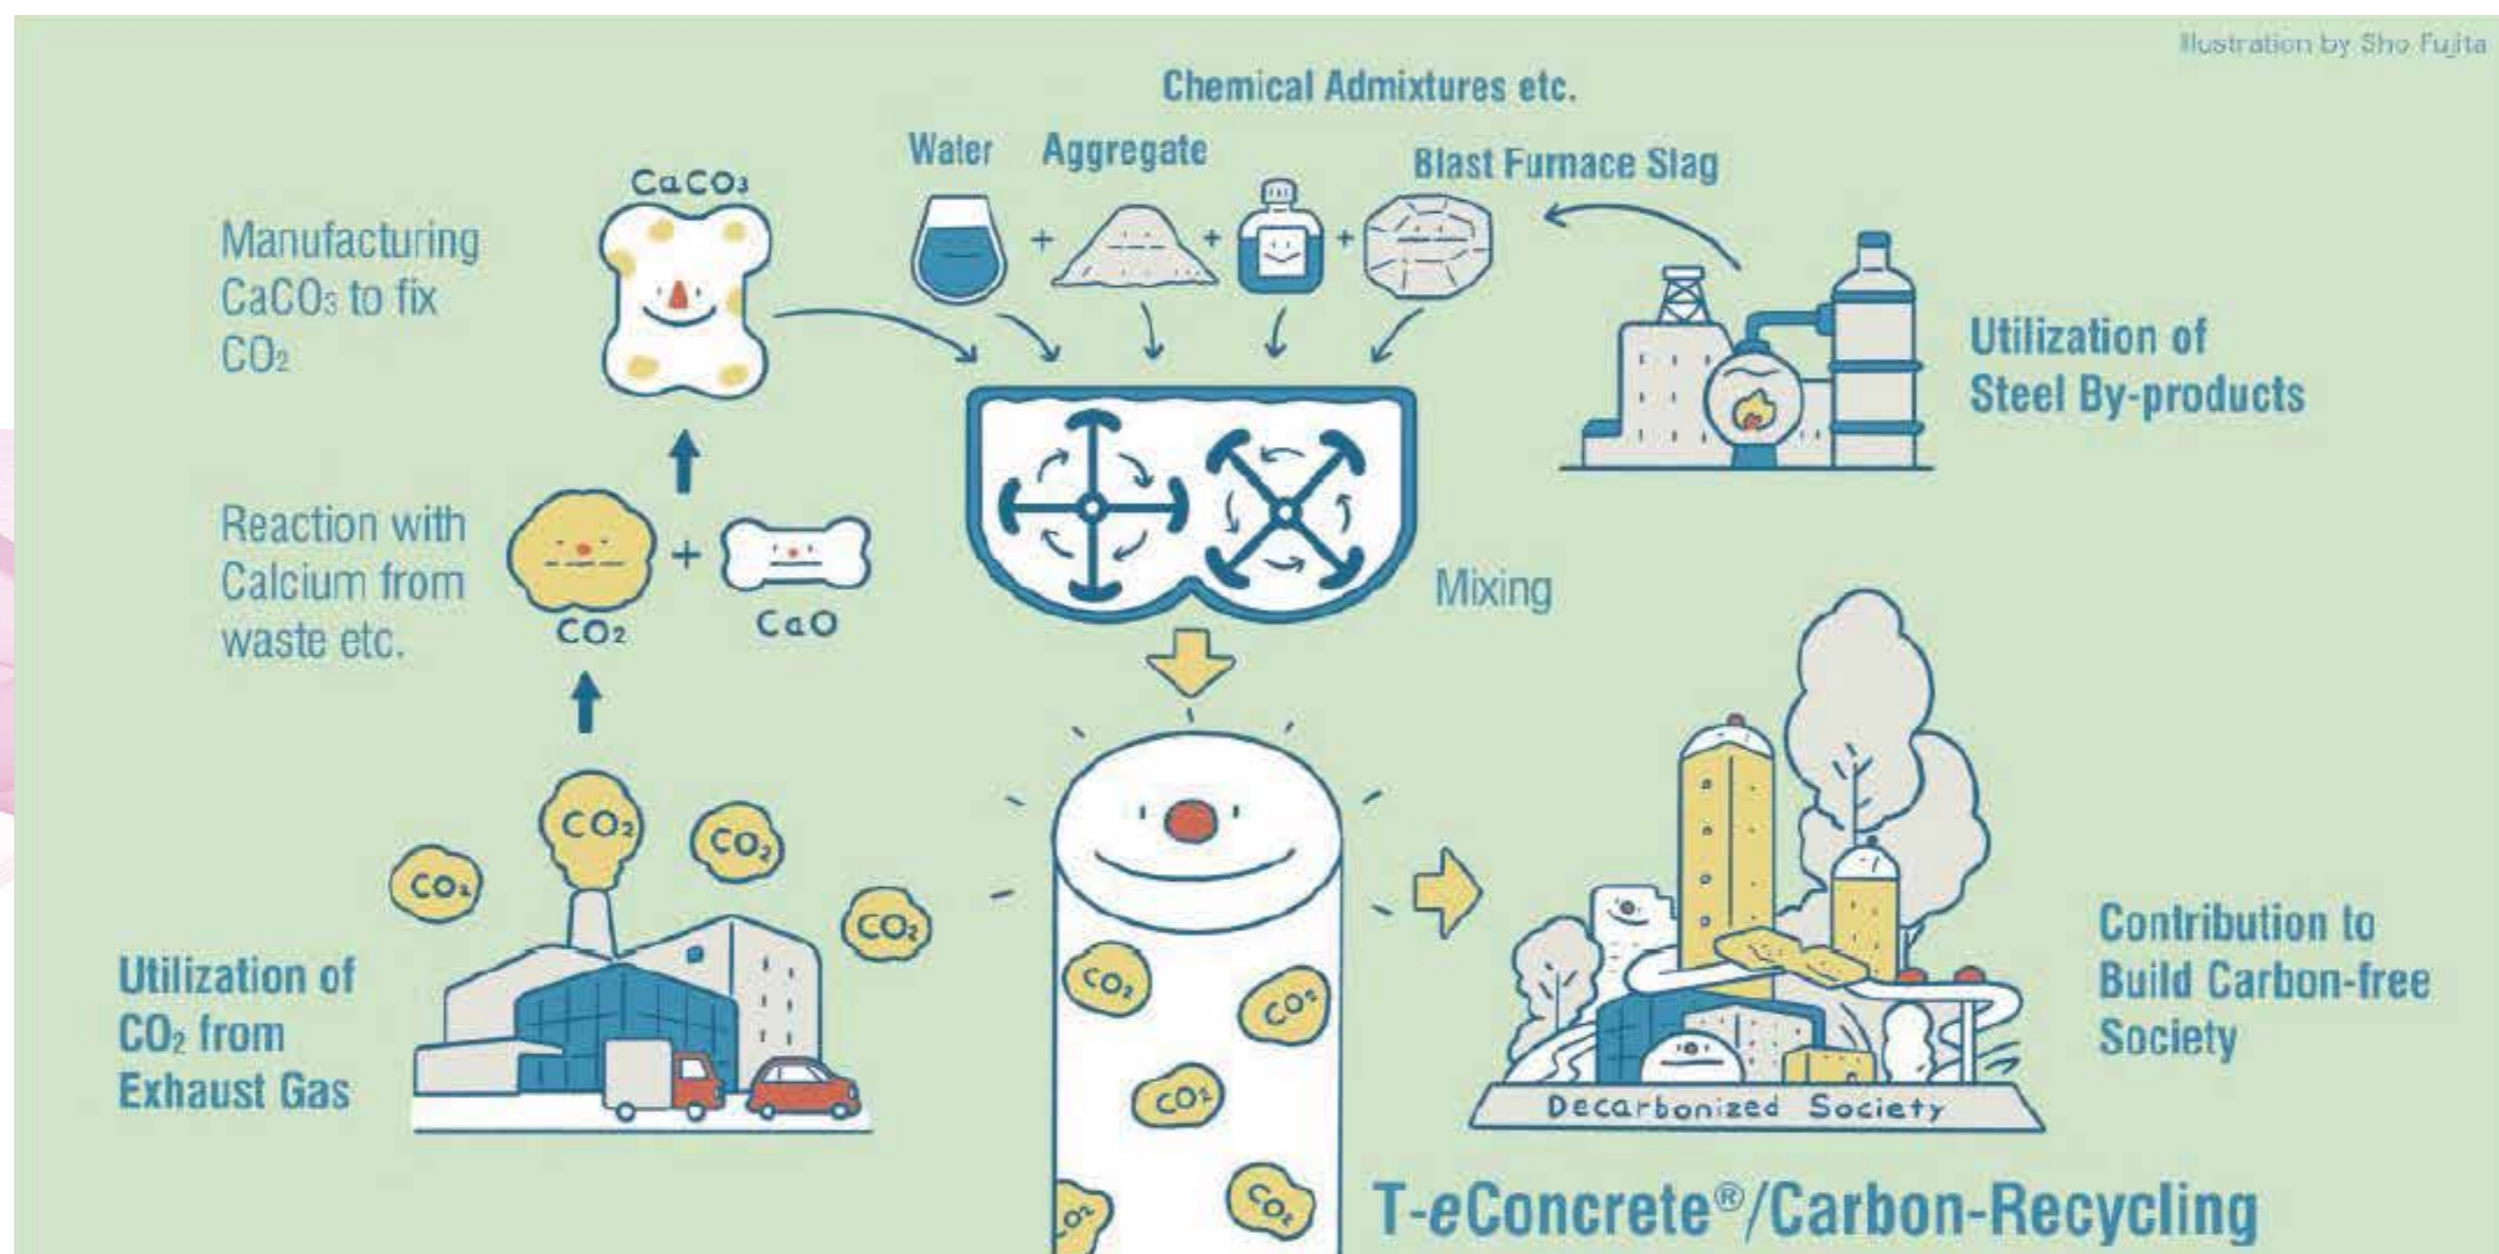 Illustration by Sho Fujita
Chemical Admixtures etc.
Water
Aggregate
Blast Furnace Slag
CaCO₃
Manufacturing
CaCO₃ to fix
CO₂
Utilization of
Steel By-products
Reaction with
Calcium from
waste etc.
+
+
+
+
CO₂
CaO
Mixing
CO₂
CO₂
CO₂
CO₂
Utilization of
CO₂ from
Exhaust Gas
CO₂
CO₂
CO₂
CO₂
CO₂
Contribution to
Build Carbon-free
Society
Decarbonized Society
T-eConcrete®/Carbon-Recycling